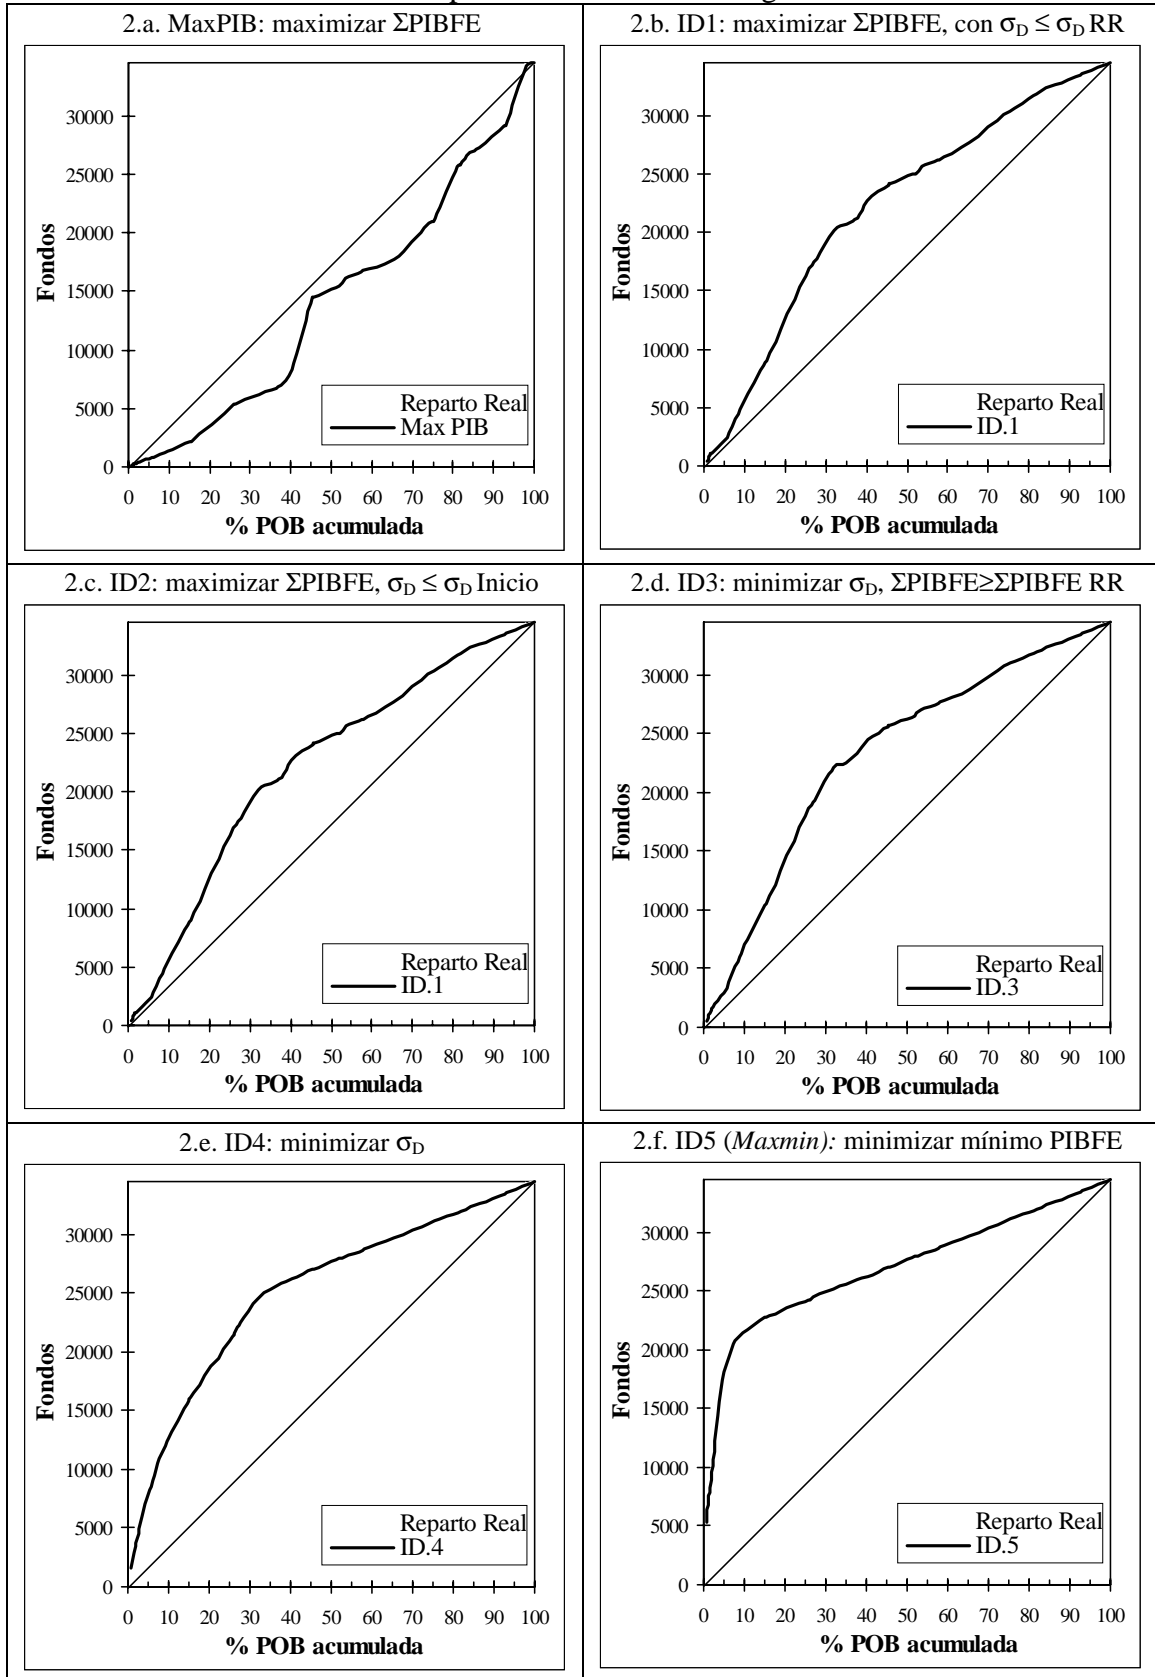 2.a. MaxPIB: maximizar ΣPIBFE
30000
25000
20000
15000
10000
5000
0
Fondos
Reparto Real
Max PIB
0 10 20 30 40 50 60 70 80 90 100
% POB acumulada
2.b. ID1: maximizar ΣPIBFE, con σD ≤ σD RR
30000
25000
20000
15000
10000
5000
0
Fondos
Reparto Real
ID.1
0 10 20 30 40 50 60 70 80 90 100
% POB acumulada
2.c. ID2: maximizar ΣPIBFE, σD ≤ σD Inicio
30000
25000
20000
15000
10000
5000
0
Fondos
Reparto Real
ID.1
0 10 20 30 40 50 60 70 80 90 100
% POB acumulada
2.d. ID3: minimizar σD, ΣPIBFE≥ΣPIBFE RR
30000
25000
20000
15000
10000
5000
0
Fondos
Reparto Real
ID.3
0 10 20 30 40 50 60 70 80 90 100
% POB acumulada
2.e. ID4: minimizar σD
30000
25000
20000
15000
10000
5000
0
Fondos
Reparto Real
ID.4
0 10 20 30 40 50 60 70 80 90 100
% POB acumulada
2.f. ID5 (Maxmin): minimizar mínimo PIBFE
30000
25000
20000
15000
10000
5000
0
Fondos
Reparto Real
ID.5
0 10 20 30 40 50 60 70 80 90 100
% POB acumulada